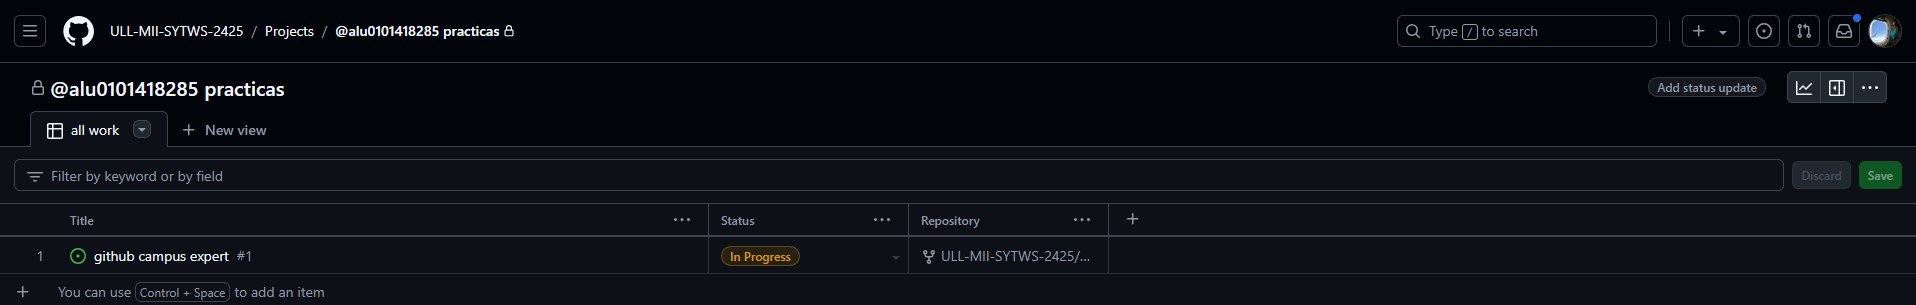 ULL-MII-SYTWS-2425 / Projects / @alu0101418285 practicas
Type / to search
@alu0101418285 practicas
Add status update
all work
New view
Filter by keyword or by field
Discard
Save
Title
Status
Repository
1 github campus expert #1 In Progress ULL-MII-SYTWS-2425/...
You can use Control + Space to add an item